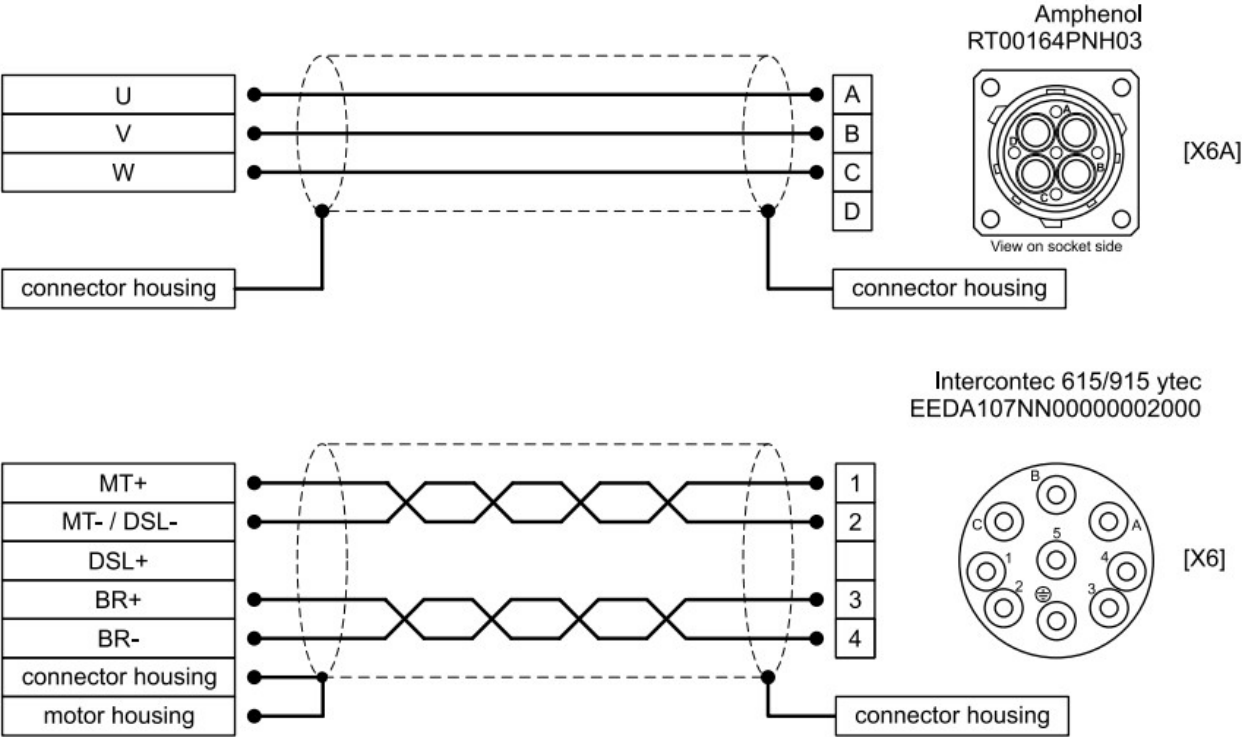 Amphenol
RT00164PNH03
U
V
W
A
B
C
D
A
D
B
C
[X6A]
View on socket side
connector housing
connector housing
Intercontec 615/915 ytec
EEDA107NN00000002000
MT+
MT- / DSL-
DSL+
BR+
BR-
connector housing
motor housing
1
2
3
4
B
C
A
5
1
4
2
3
[X6]
connector housing